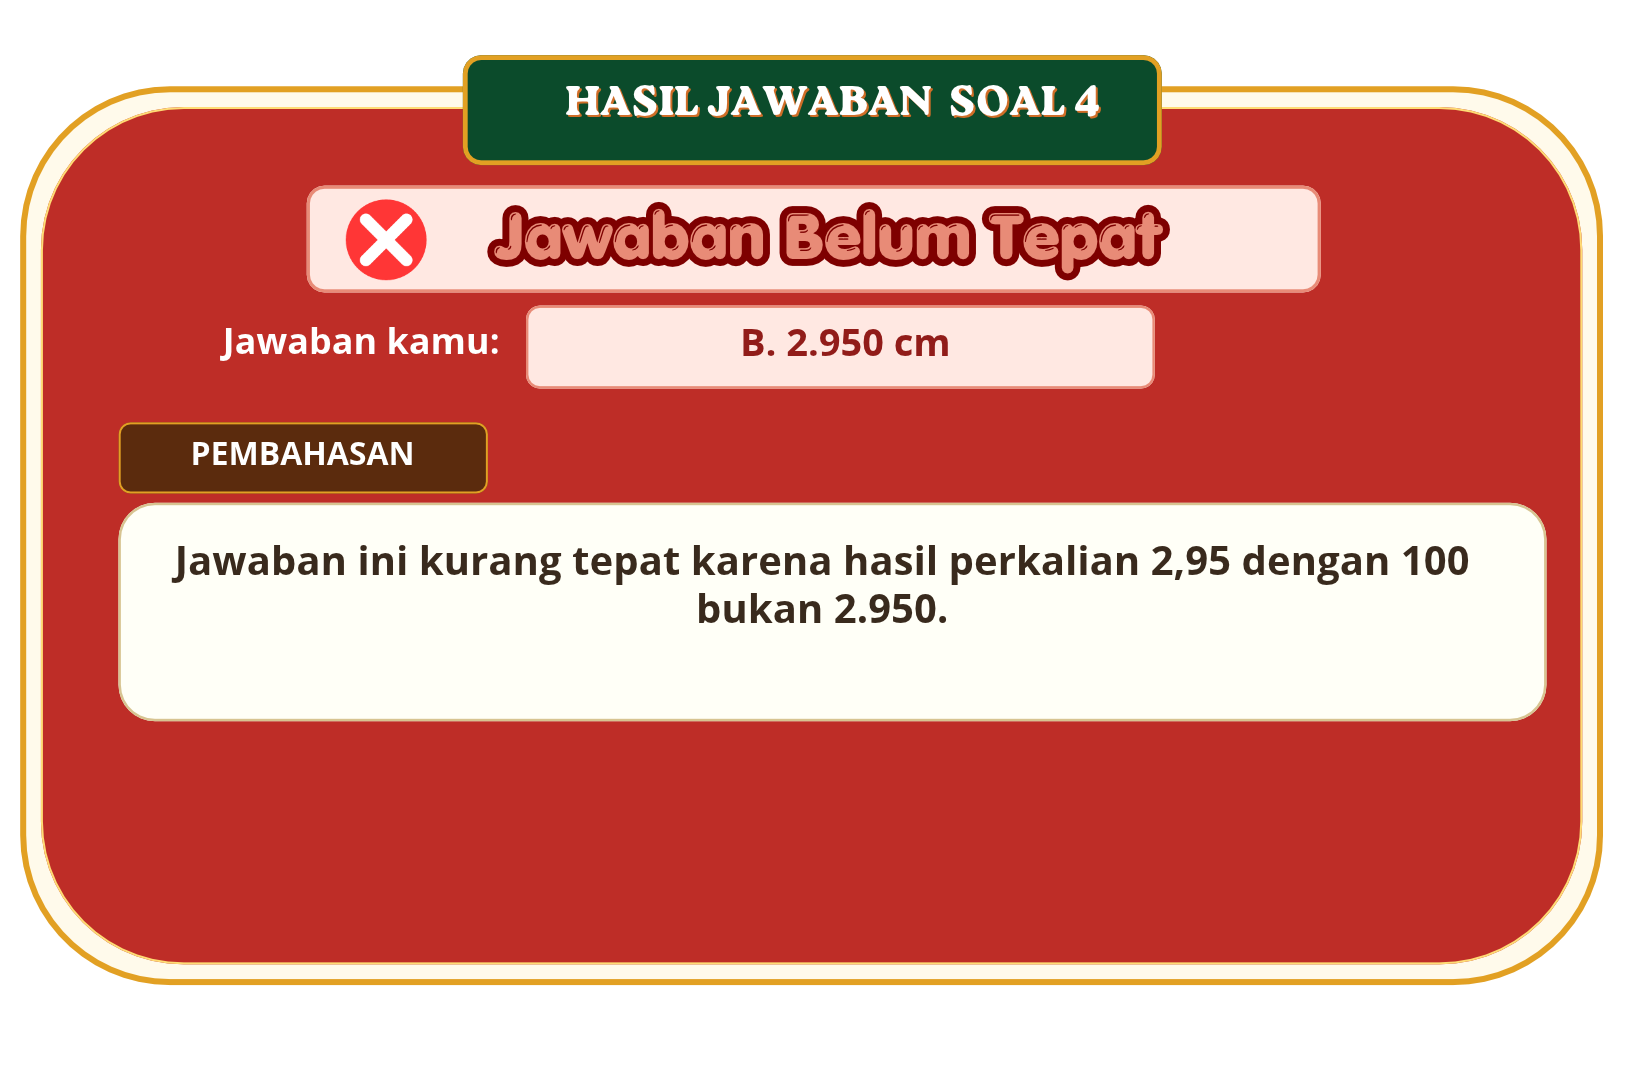 HASIL JAWABAN SOAL 4
Jawaban Belum Tepat
Jawaban kamu:
B. 2.950 cm
PEMBAHASAN
Jawaban ini kurang tepat karena hasil perkalian 2,95 dengan 100
bukan 2.950.